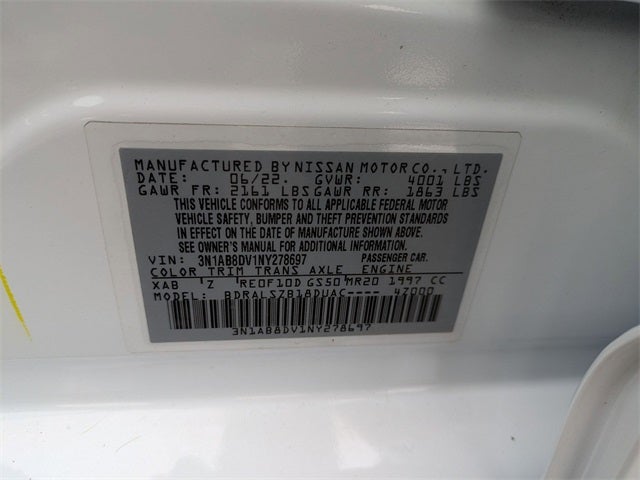 MANUFACTURED BY NISSAN MOTOR CO., LTD.
DATE: 06/22. GVWR: 4001 LBS
GAWR FR: 2161 LBS GAWR RR: 1863 LBS
THIS VEHICLE CONFORMS TO ALL APPLICABLE FEDERAL MOTOR
VEHICLE SAFETY, BUMPER AND THEFT PREVENTION STANDARDS
IN EFFECT ON THE DATE OF MANUFACTURE SHOWN ABOVE.
SEE OWNER'S MANUAL FOR ADDITIONAL INFORMATION.
VIN: 3N1AB8DV1NY278697 PASSENGER CAR.
COLOR TRIM TRANS AXLE ENGINE
XAB Z RE0F10D GS50 MR20 1997 CC
MODEL: BDRALSZB18DUAC---- 4Z000
3N1AB8DV1NY278697